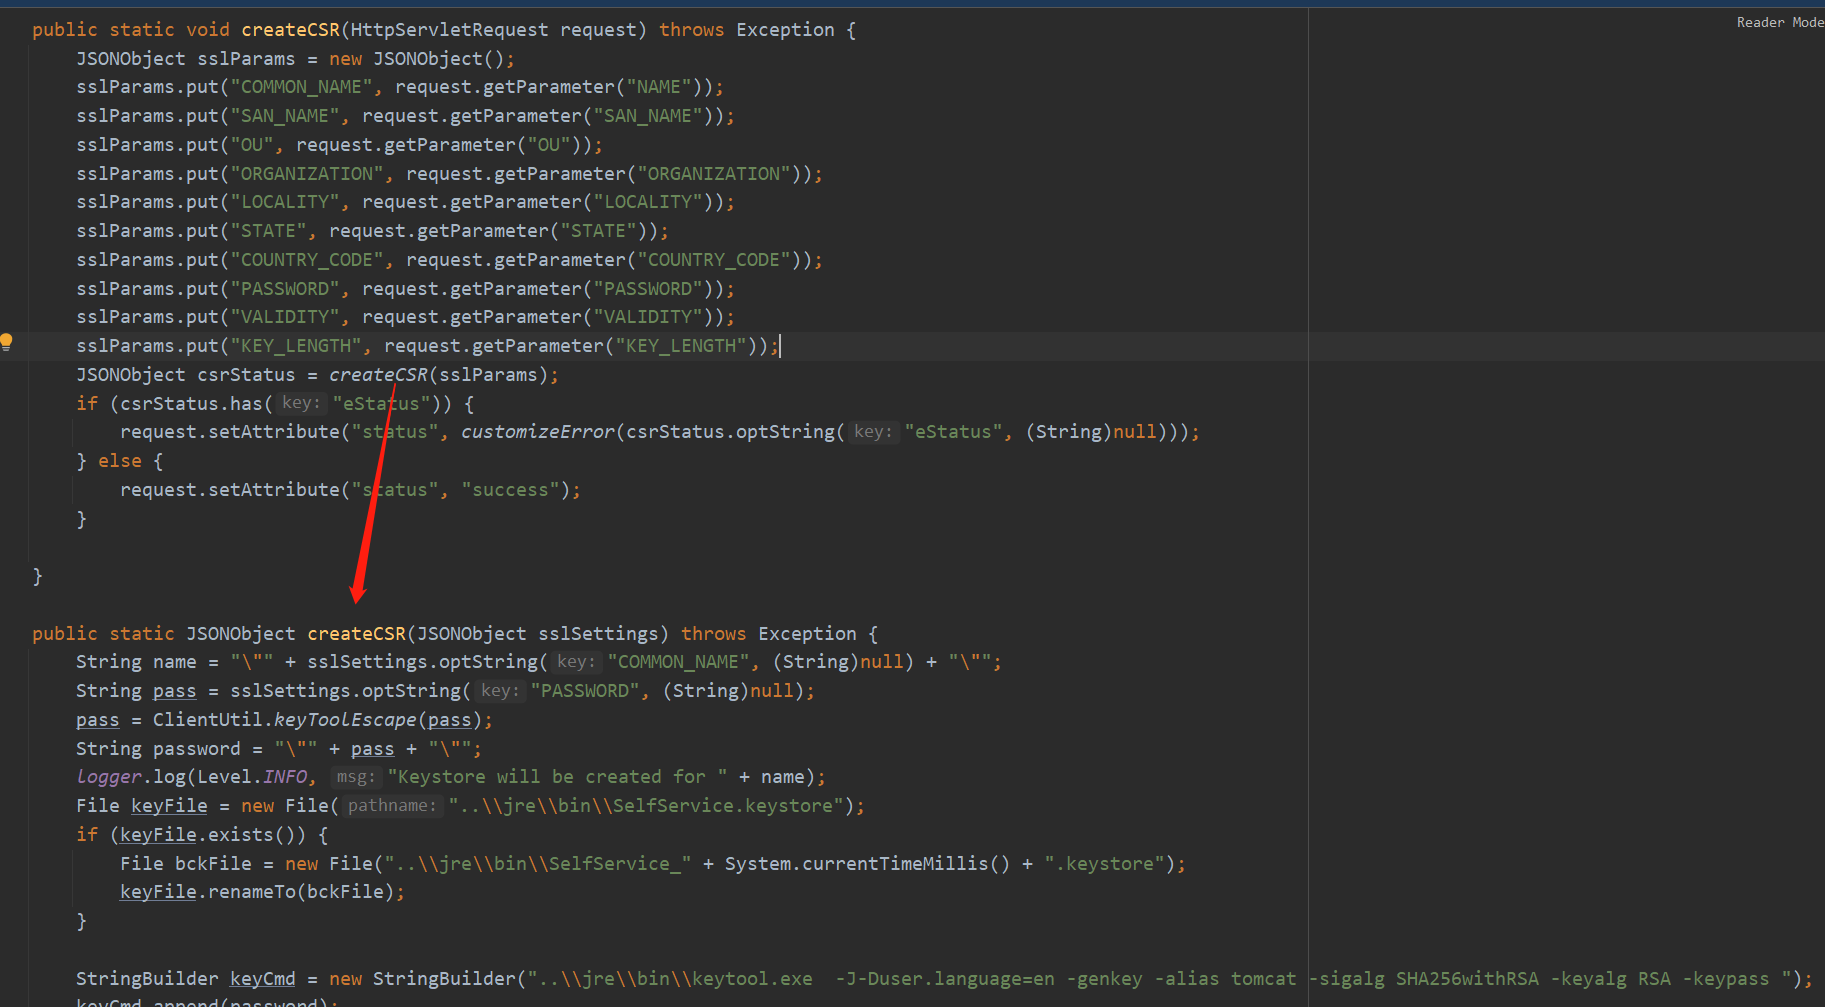 Reader Mode
public static void createCSR(HttpServletRequest request) throws Exception {
    JSONObject sslParams = new JSONObject();
    sslParams.put("COMMON_NAME", request.getParameter("NAME"));
    sslParams.put("SAN_NAME", request.getParameter("SAN_NAME"));
    sslParams.put("OU", request.getParameter("OU"));
    sslParams.put("ORGANIZATION", request.getParameter("ORGANIZATION"));
    sslParams.put("LOCALITY", request.getParameter("LOCALITY"));
    sslParams.put("STATE", request.getParameter("STATE"));
    sslParams.put("COUNTRY_CODE", request.getParameter("COUNTRY_CODE"));
    sslParams.put("PASSWORD", request.getParameter("PASSWORD"));
    sslParams.put("VALIDITY", request.getParameter("VALIDITY"));
    sslParams.put("KEY_LENGTH", request.getParameter("KEY_LENGTH"));
    JSONObject csrStatus = createCSR(sslParams);
    if (csrStatus.has( key: "eStatus")) {
        request.setAttribute("status", customizeError(csrStatus.optString( key: "eStatus", (String)null)));
    } else {
        request.setAttribute("status", "success");
    }
}
public static JSONObject createCSR(JSONObject sslSettings) throws Exception {
    String name = "\"" + sslSettings.optString( key: "COMMON_NAME", (String)null) + "\"";
    String pass = sslSettings.optString( key: "PASSWORD", (String)null);
    pass = ClientUtil.keyToolEscape(pass);
    String password = "\"" + pass + "\"";
    logger.log(Level.INFO, msg: "Keystore will be created for " + name);
    File keyFile = new File( pathname: "..\\jre\\bin\\SelfService.keystore");
    if (keyFile.exists()) {
        File bckFile = new File("..\\jre\\bin\\SelfService_" + System.currentTimeMillis() + ".keystore");
        keyFile.renameTo(bckFile);
    }
    StringBuilder keyCmd = new StringBuilder("..\\jre\\bin\\keytool.exe  -J-Duser.language=en -genkey -alias tomcat -sigalg SHA256withRSA -keyalg RSA -keypass ");
    keyCmd.append(password);